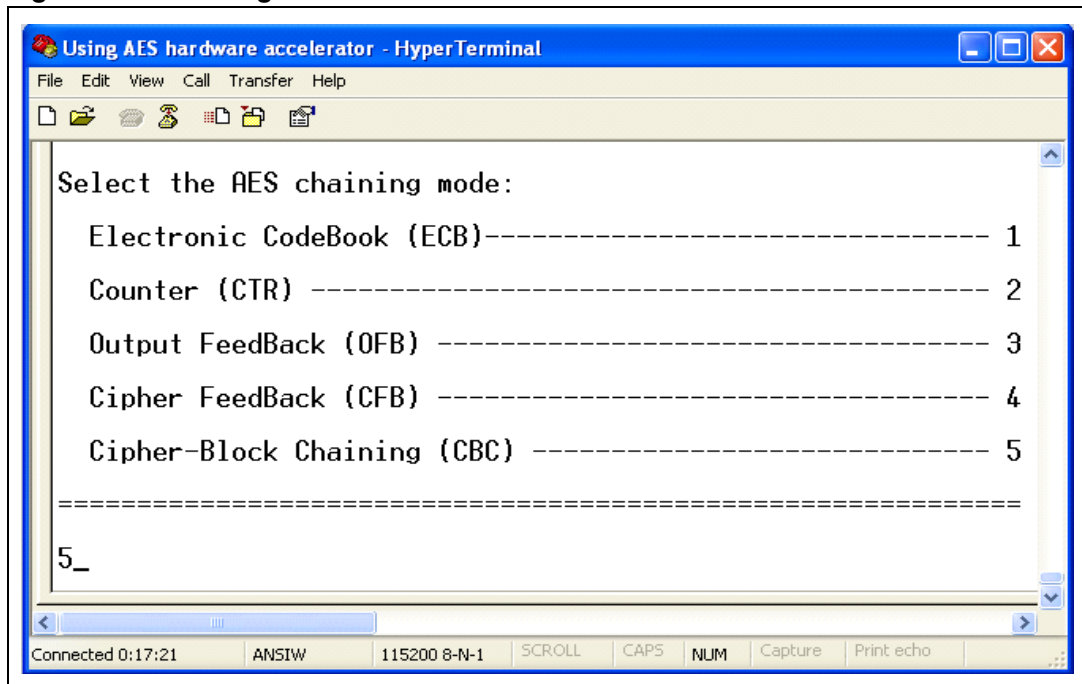 Using AES hardware accelerator - HyperTerminal
File Edit View Call Transfer Help
Select the AES chaining mode:
Electronic CodeBook (ECB)-------------------------------- 1
Counter (CTR) ------------------------------------------- 2
Output FeedBack (OFB) ----------------------------------- 3
Cipher FeedBack (CFB) ----------------------------------- 4
Cipher-Block Chaining (CBC) ----------------------------- 5
=============================================================
5_
Connected 0:17:21 ANSIW 115200 8-N-1 SCROLL CAPS NUM Capture Print echo